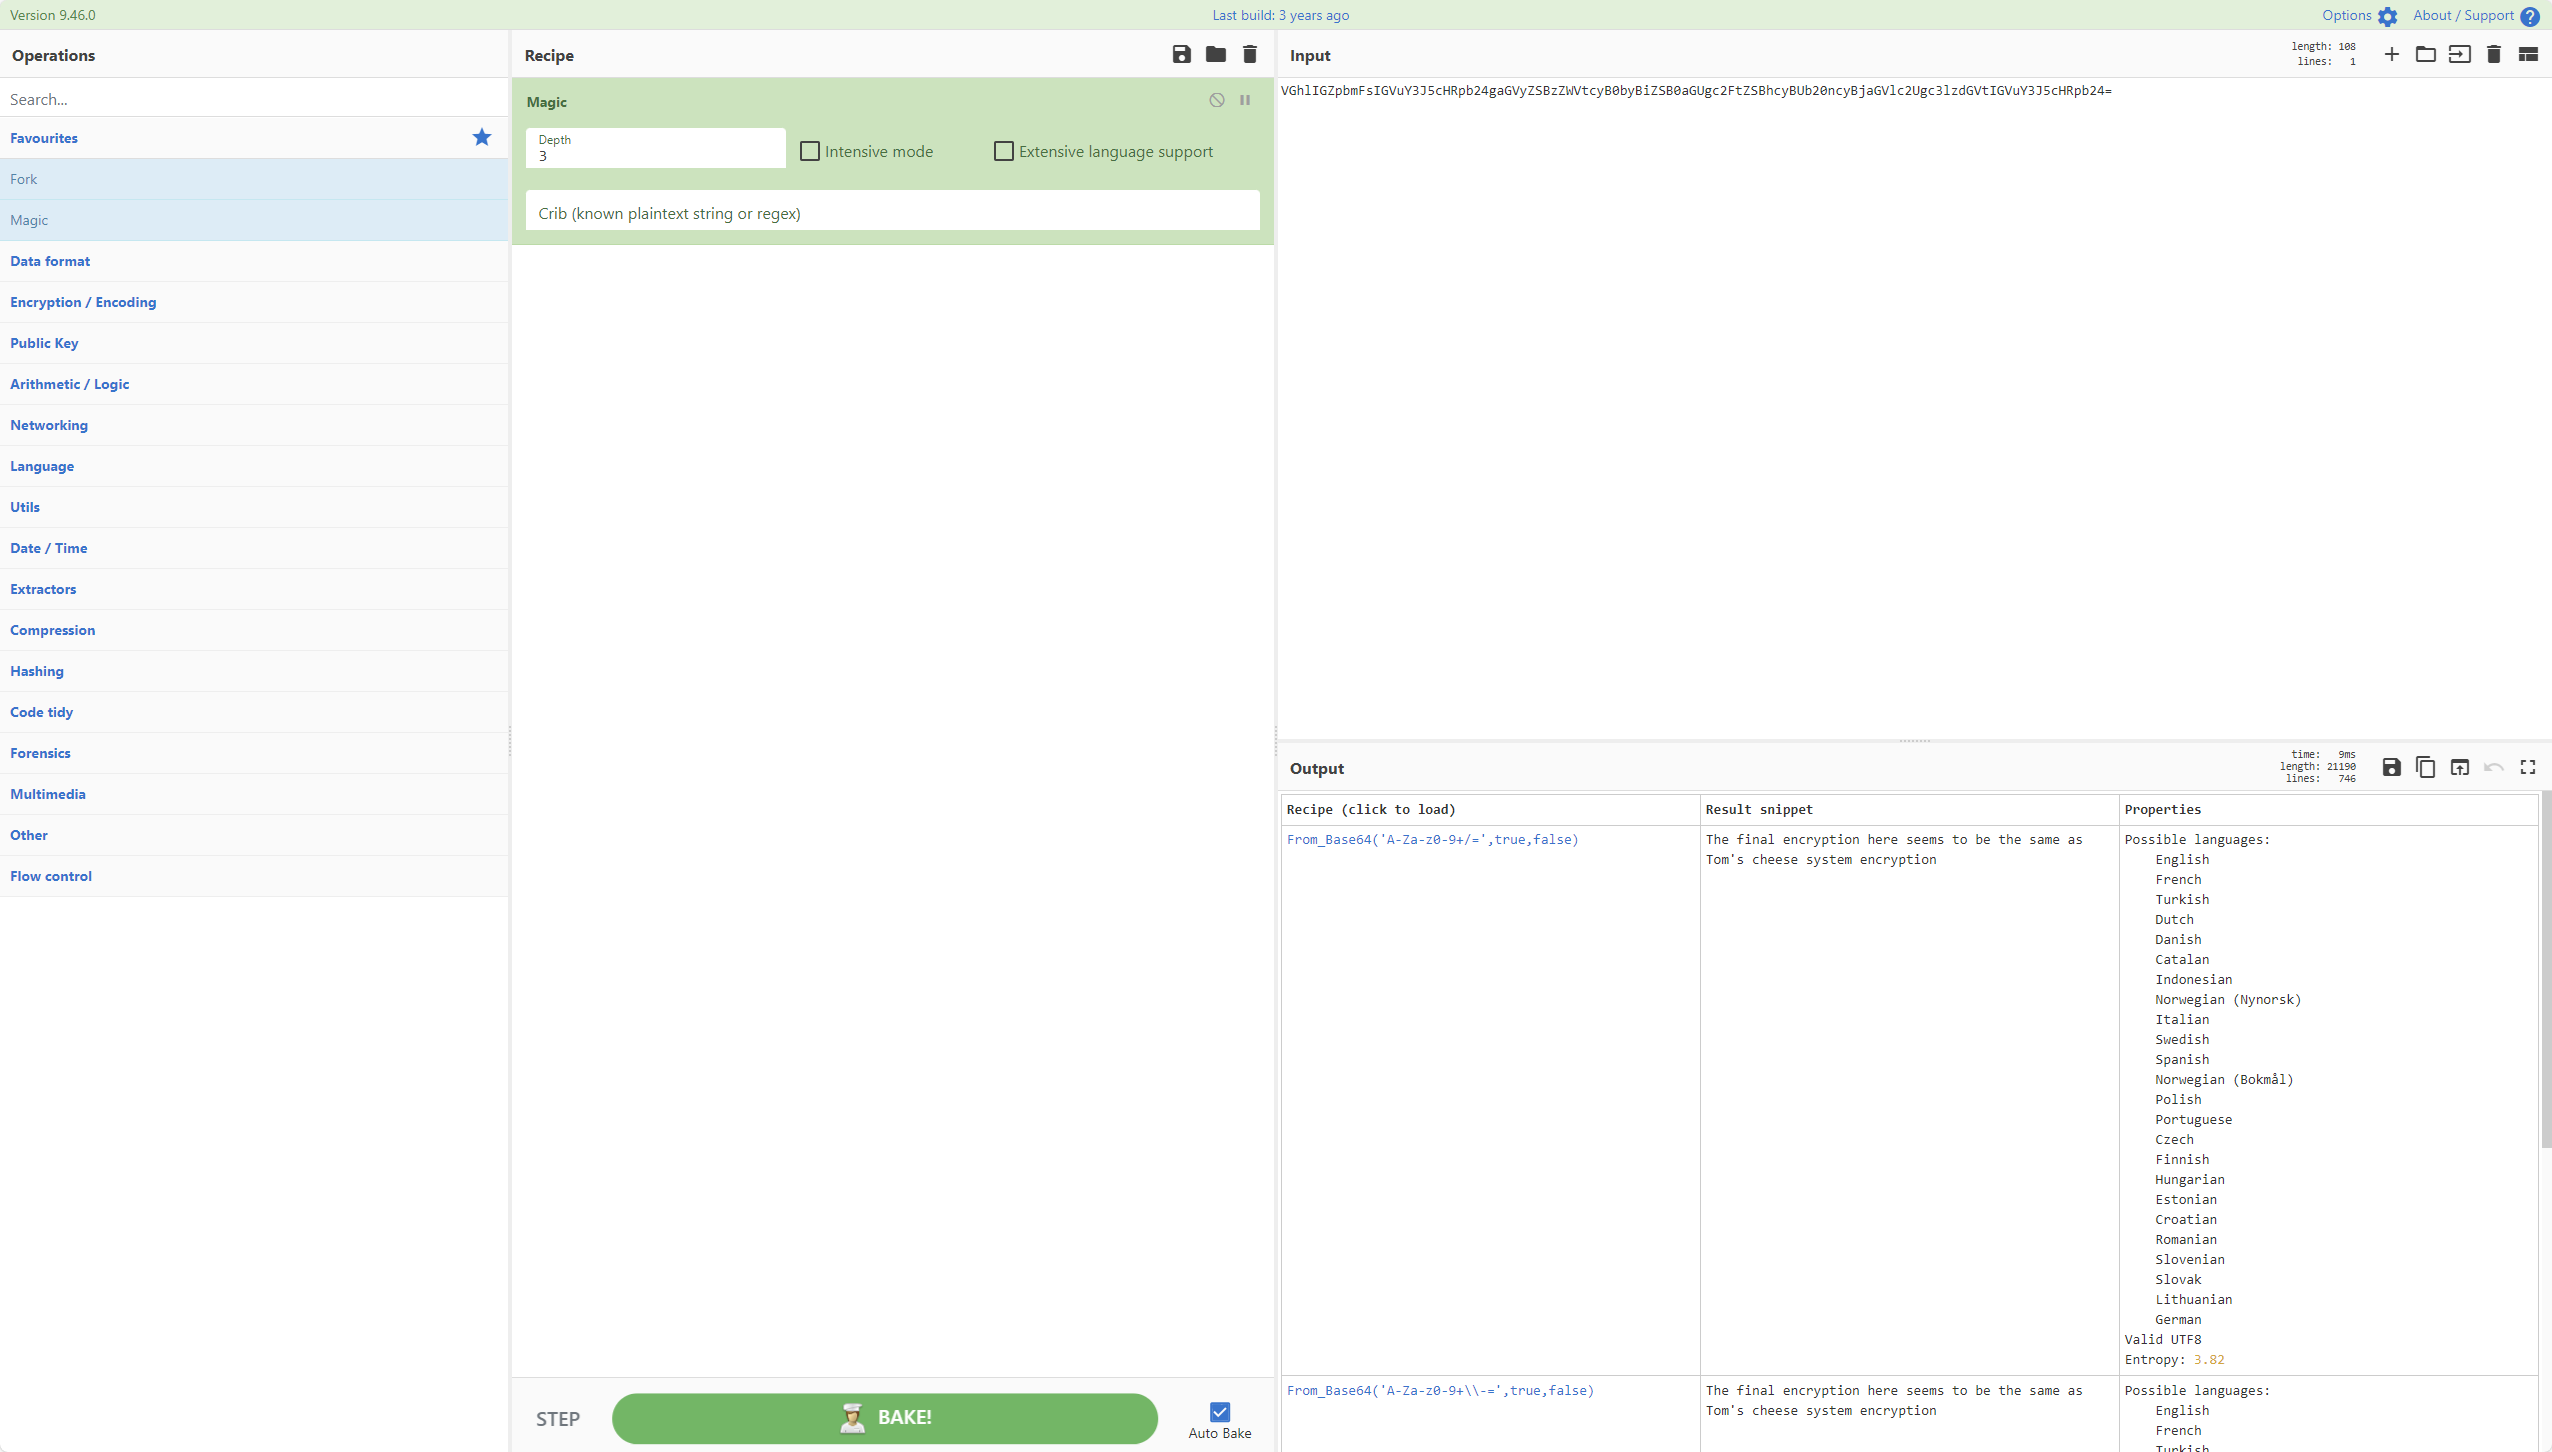 Version 9.46.0
Last build: 3 years ago
Options
About / Support
Operations
Search...
Favourites
Fork
Magic
Data format
Encryption / Encoding
Public Key
Arithmetic / Logic
Networking
Language
Utils
Date / Time
Extractors
Compression
Hashing
Code tidy
Forensics
Multimedia
Other
Flow control
Recipe
Magic
Depth
3
Intensive mode
Extensive language support
Crib (known plaintext string or regex)
STEP
BAKE!
Auto Bake
Input
length: 108
lines: 1
VGhlIGZpbmFsIGVuY3J5cHRpb24gaGVyZSBzZWVtcyB0byBiZSB0aGUgc2FtZSBhcyBUb20ncyBjaGVlc2Ugc3lzdGVtIGVuY3J5cHRpb24=
Output
time: 9ms
length: 21190
lines: 746
Recipe (click to load)
Result snippet
Properties
From_Base64('A-Za-z0-9+/=',true,false)
The final encryption here seems to be the same as
Tom's cheese system encryption
Possible languages:
English
French
Turkish
Dutch
Danish
Catalan
Indonesian
Norwegian (Nynorsk)
Italian
Swedish
Spanish
Norwegian (Bokmål)
Polish
Portuguese
Czech
Finnish
Hungarian
Estonian
Croatian
Romanian
Slovenian
Slovak
Lithuanian
German
Valid UTF8
Entropy: 3.82
From_Base64('A-Za-z0-9+\\-=',true,false)
The final encryption here seems to be the same as
Tom's cheese system encryption
Possible languages:
English
French
Turkish